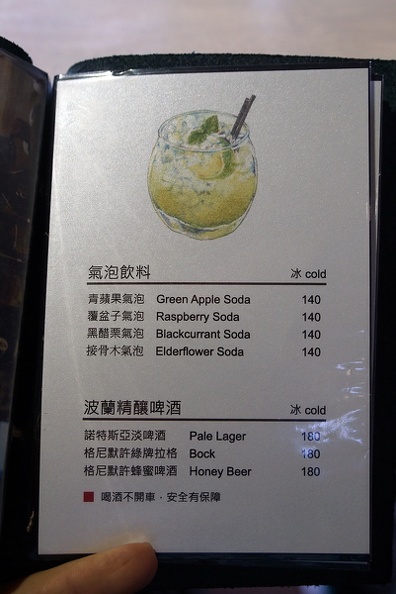 氣泡飲料 冰 cold
青蘋果氣泡 Green Apple Soda 140
覆盆子氣泡 Raspberry Soda 140
黑醋栗氣泡 Blackcurrant Soda 140
接骨木氣泡 Elderflower Soda 140
波蘭精釀啤酒 冰 cold
諾特斯亞淡啤酒 Pale Lager 180
格尼默許綠牌拉格 Bock 180
格尼默許蜂蜜啤酒 Honey Beer 180
喝酒不開車，安全有保障